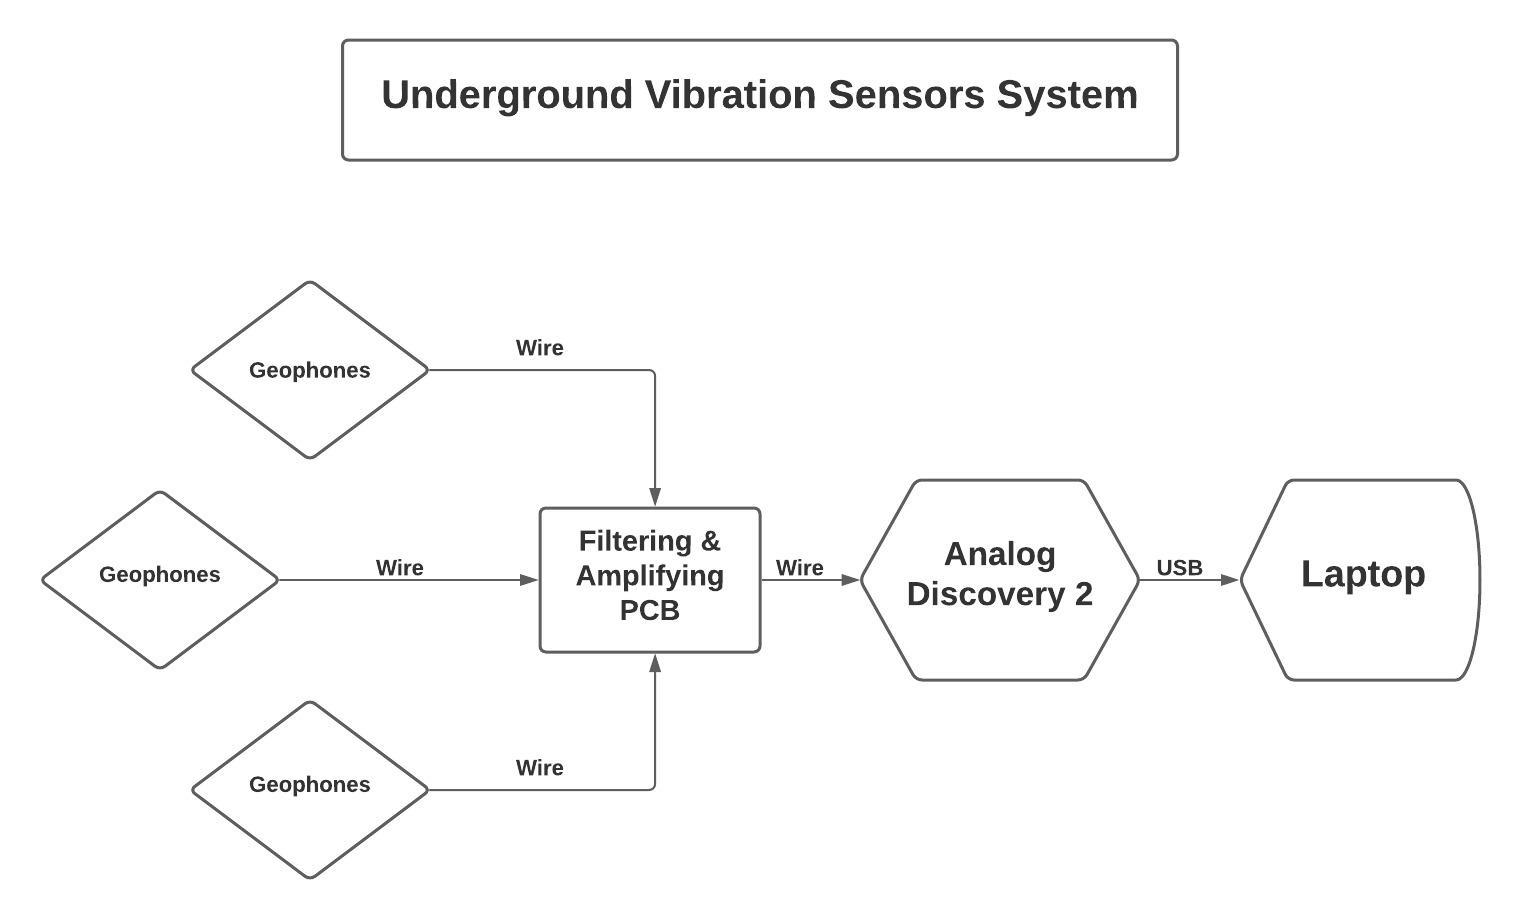 Underground Vibration Sensors System
Geophones
Wire
Geophones
Wire
Filtering &
Amplifying
PCB
Wire
Analog
Discovery 2
USB
Laptop
Geophones
Wire